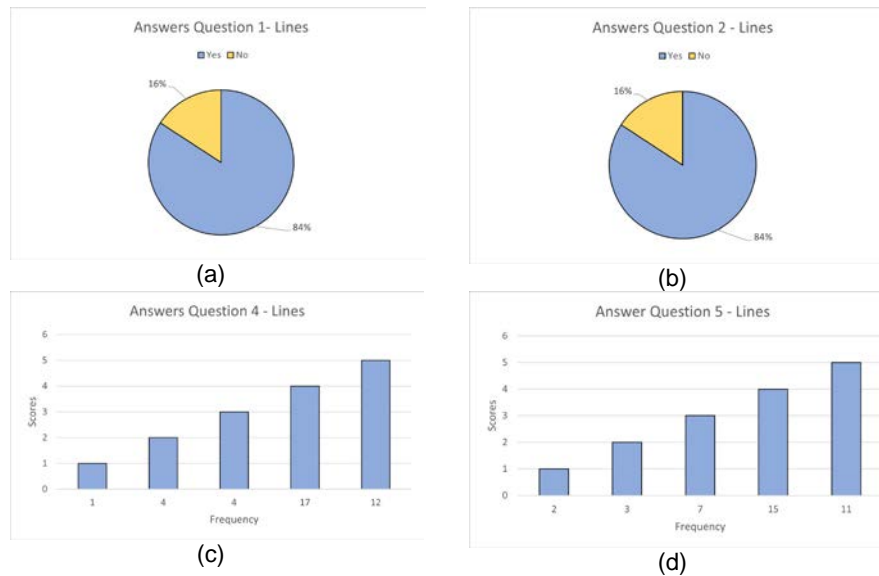 Answers Question 1- Lines
Yes No
16%
84%
(a)
Answers Question 2 - Lines
Yes No
16%
84%
(b)
Answers Question 4 - Lines
6
5
4
3
2
1
0
Scores
1 4 4 17 12
Frequency
(c)
Answer Question 5 - Lines
6
5
4
3
2
1
0
Scores
2 3 7 15 11
Frequency
(d)